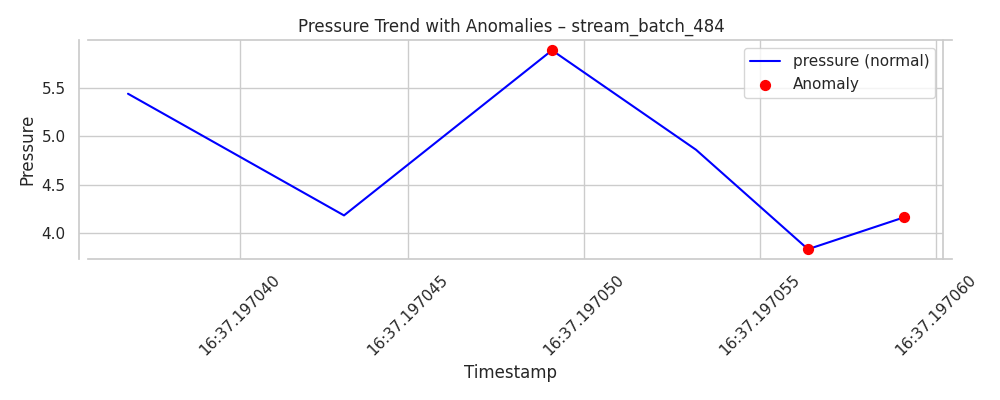 Pressure Trend with Anomalies – stream_batch_484
pressure (normal)
Anomaly
Pressure
5.5
5.0
4.5
4.0
16:37.197040
16:37.197045
16:37.197050
16:37.197055
16:37.197060
Timestamp